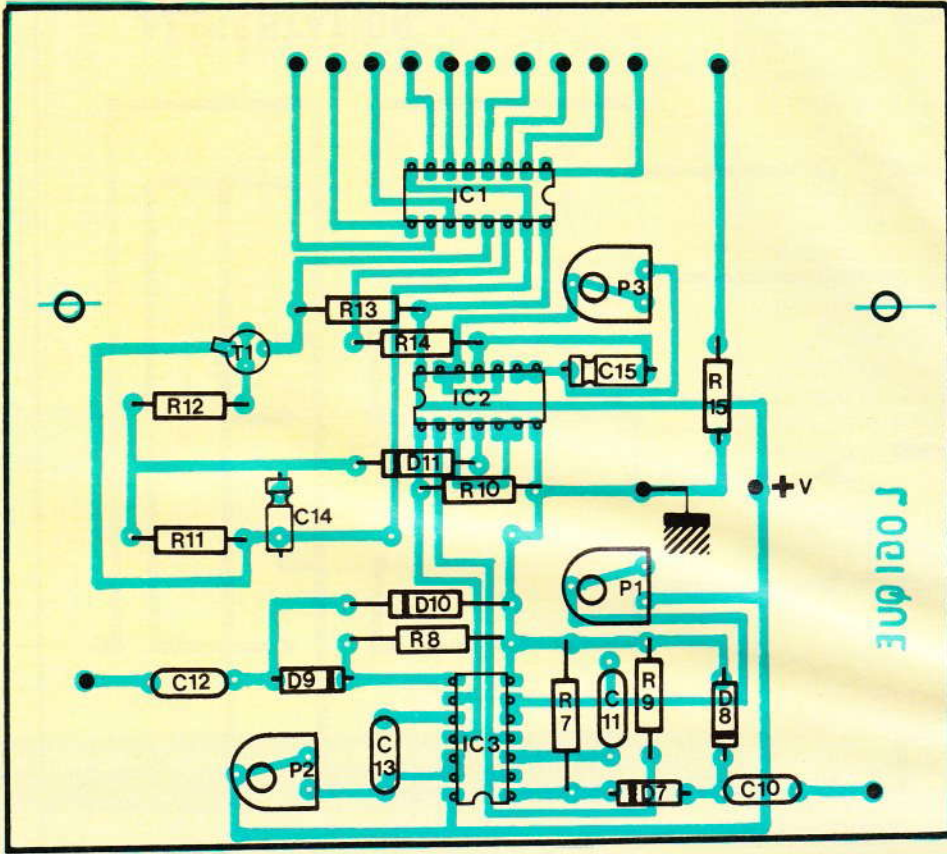 IC1
P3
R13
R14
T1
C15
R
15
IC2
R12
D11
R10
+ V
C14
R11
LOGIQUE
P1
D10
R8
C12
D9
R
7
C
11
R
9
D
8
C
13
IC3
P2
D7
C10